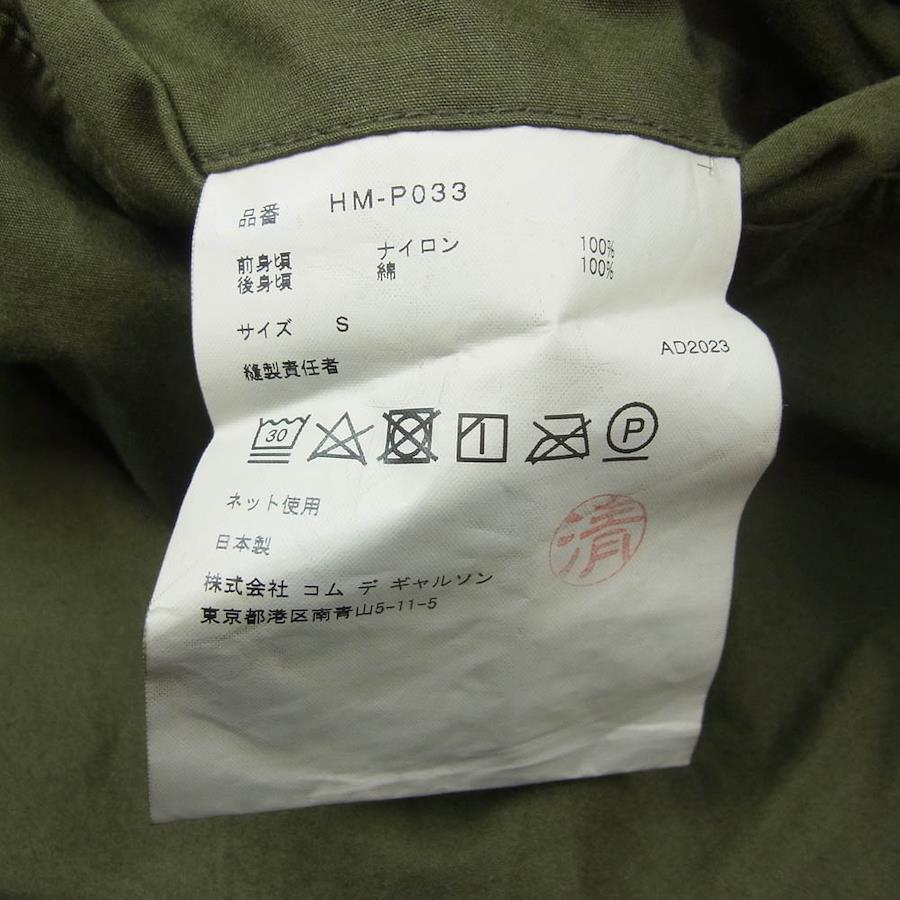 品番 HM-P033
前身頃 ナイロン 100%
後身頃 綿 100%
サイズ S
AD2023
縫製責任者
30 P
ネット使用
清
日本製
株式会社 コム デ ギャルソン
東京都港区南青山5-11-5